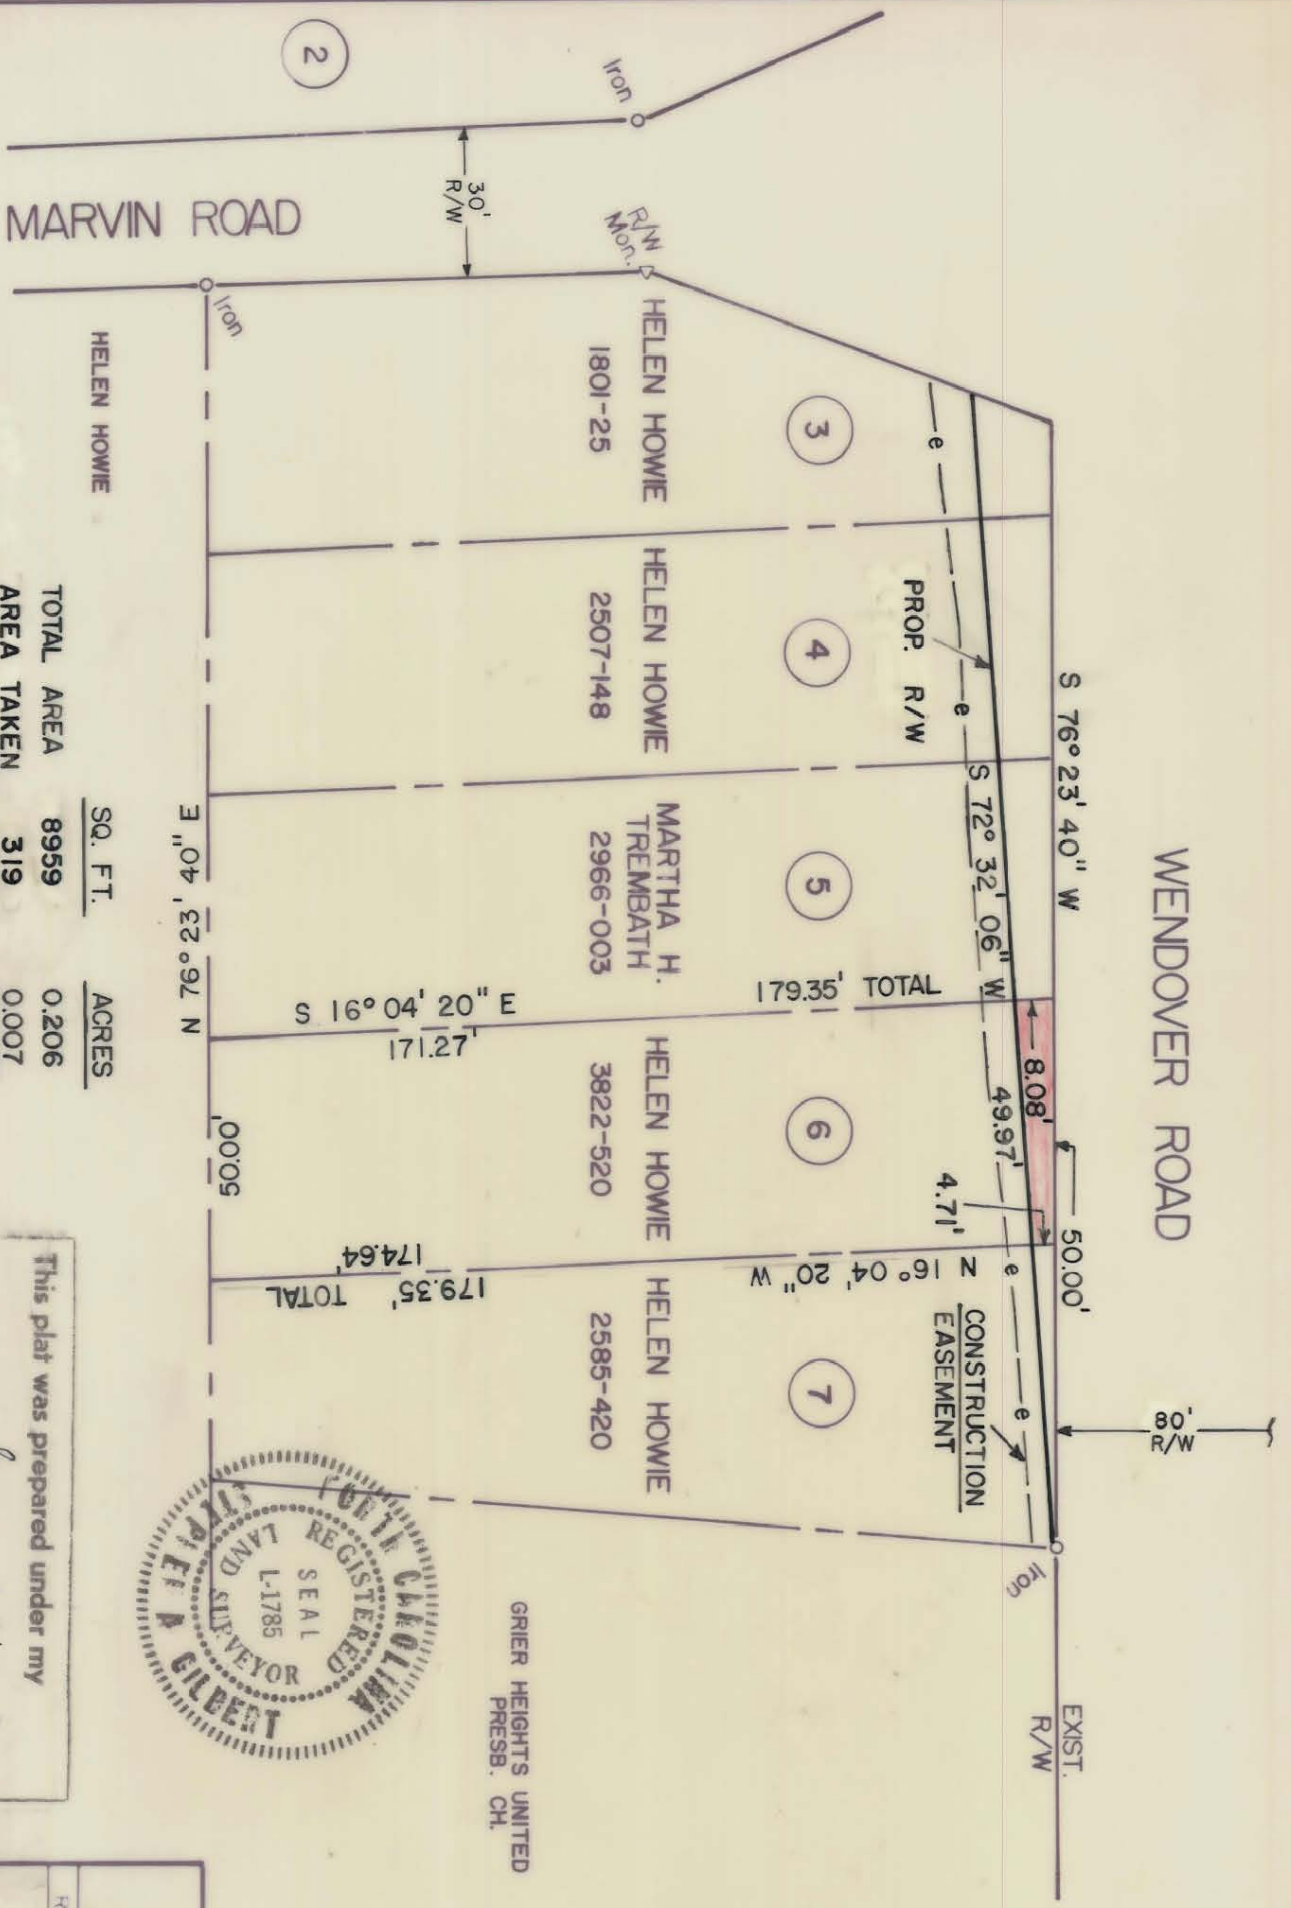 WENDOVER ROAD
80'
R/W
S 76° 23' 40" W
50.00'
EXIST.
R/W
8.08'
49.97'
4.71'
S 72° 32' 06" W
PROP. R/W
e
e
e
e
CONSTRUCTION
EASEMENT
Iron
179.35' TOTAL
N 16° 04' 20" W
2
3
4
5
6
7
Iron
R/W
Mon.
HELEN HOWIE
1801-25
HELEN HOWIE
2507-148
MARTHA H.
TREMBATH
2966-003
HELEN HOWIE
3822-520
HELEN HOWIE
2585-420
GRIER HEIGHTS UNITED
PRESB. CH.
30'
R/W
MARVIN ROAD
S 16° 04' 20" E
171.27'
179.35' TOTAL
174.64'
Iron
50.00'
N 76° 23' 40" E
HELEN HOWIE
NORTH CAROLINA
REGISTERED
SEAL
L-1785
LAND SURVEYOR
GILBERT
SQ. FT. ACRES
TOTAL AREA 8959 0.206
AREA TAKEN 319 0.007
This plat was prepared under my